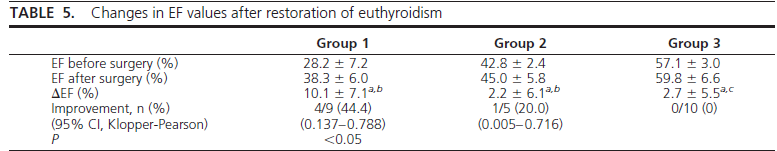 TABLE 5. Changes in EF values after restoration of euthyroidism
Group 1 Group 2 Group 3
EF before surgery (%) 28.2 ± 7.2 42.8 ± 2.4 57.1 ± 3.0
EF after surgery (%) 38.3 ± 6.0 45.0 ± 5.8 59.8 ± 6.6
ΔEF (%) 10.1 ± 7.1a,b 2.2 ± 6.1a,b 2.7 ± 5.5a,c
Improvement, n (%) 4/9 (44.4) 1/5 (20.0) 0/10 (0)
(95% CI, Klopper-Pearson) (0.137–0.788) (0.005–0.716)
P <0.05